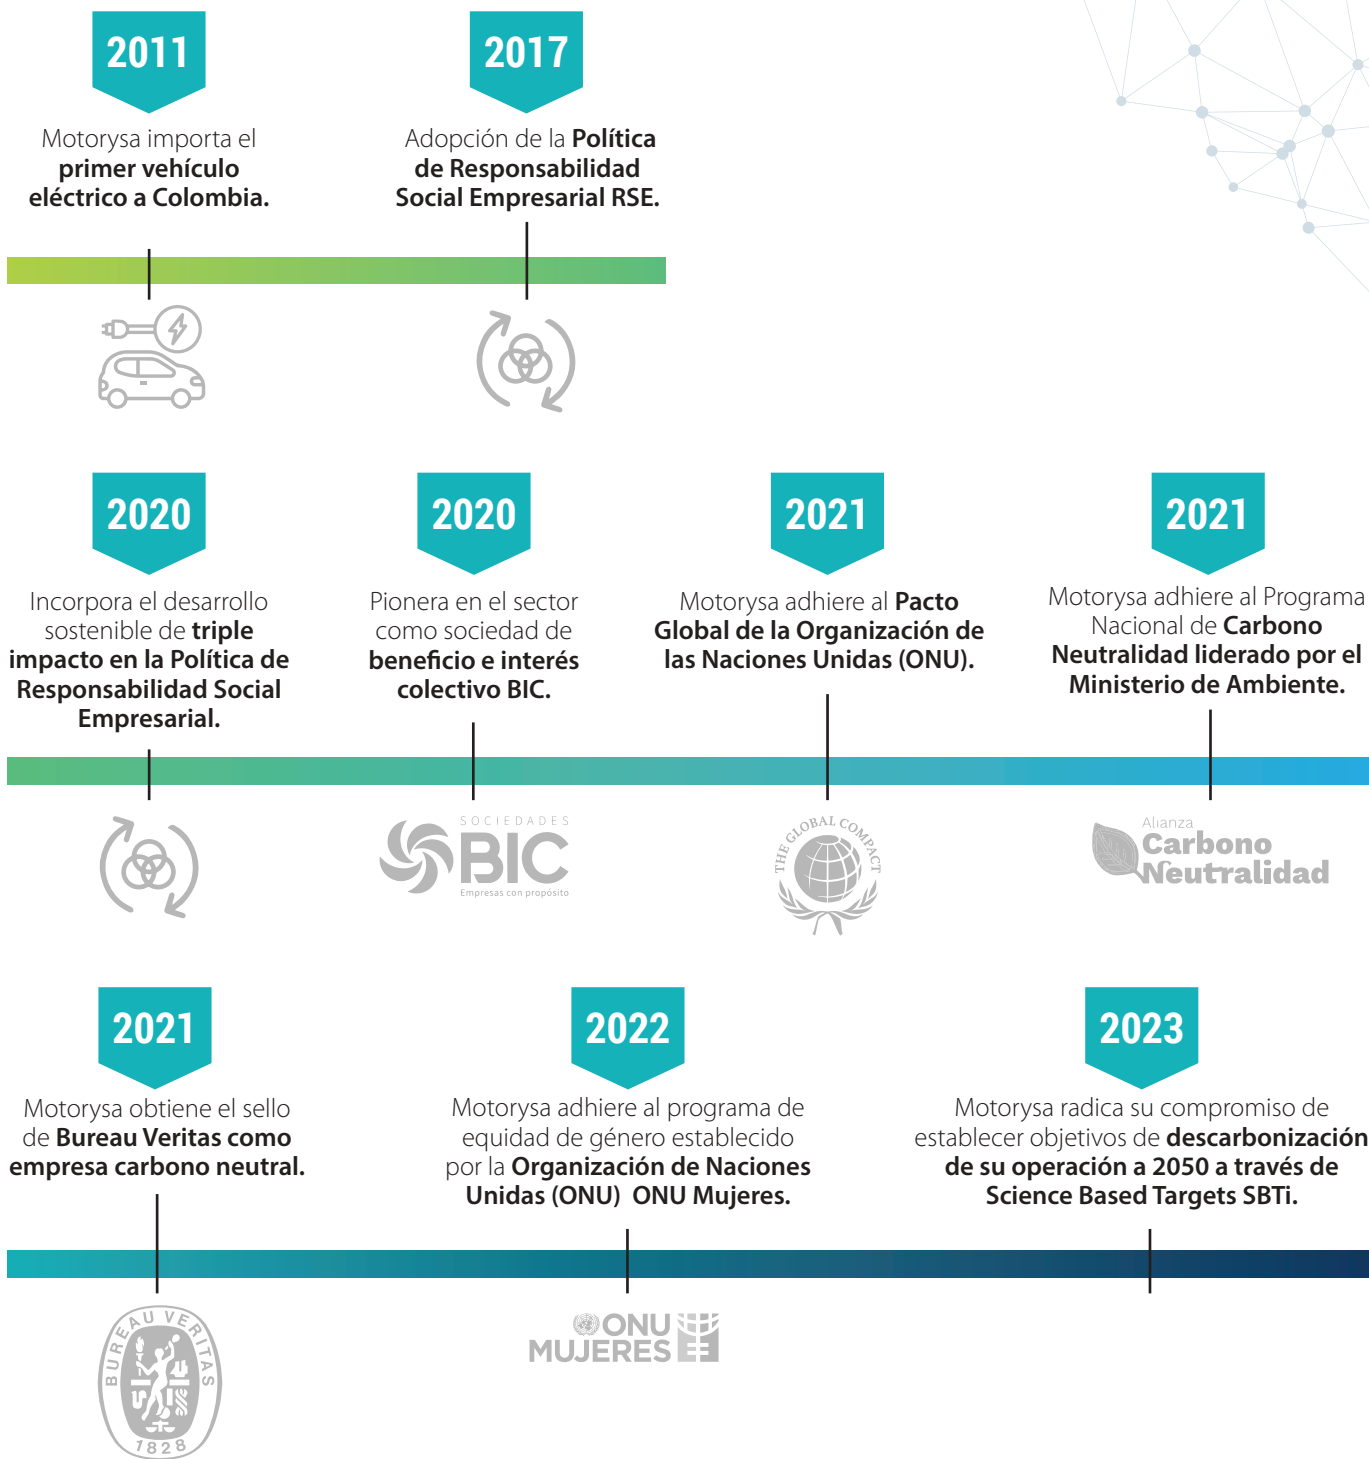 2011
Motorysa importa el
primer vehículo
eléctrico a Colombia.
2017
Adopción de la Política
de Responsabilidad
Social Empresarial RSE.
2020
Incorpora el desarrollo
sostenible de triple
impacto en la Política de
Responsabilidad Social
Empresarial.
2020
Pionera en el sector
como sociedad de
beneficio e interés
colectivo BIC.
SOCIEDADES
BIC
Empresas con propósito
2021
Motorysa adhiere al Pacto
Global de la Organización de
las Naciones Unidas (ONU).
THE GLOBAL COMPACT
2021
Motorysa adhiere al Programa
Nacional de Carbono
Neutralidad liderado por el
Ministerio de Ambiente.
Alianza
Carbono
Neutralidad
2021
Motorysa obtiene el sello
de Bureau Veritas como
empresa carbono neutral.
BUREAU VERITAS
1828
2022
Motorysa adhiere al programa de
equidad de género establecido
por la Organización de Naciones
Unidas (ONU) ONU Mujeres.
ONU
MUJERES
2023
Motorysa radica su compromiso de
establecer objetivos de descarbonización
de su operación a 2050 a través de
Science Based Targets SBTi.